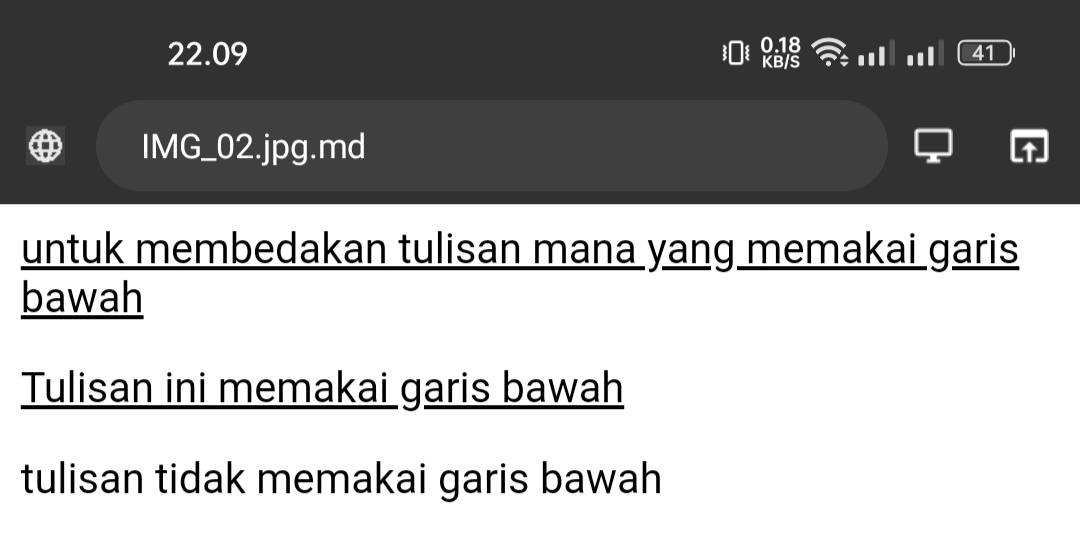 22.09
0.18
KB/S
41
IMG_02.jpg.md
untuk membedakan tulisan mana yang memakai garis
bawah
Tulisan ini memakai garis bawah
tulisan tidak memakai garis bawah